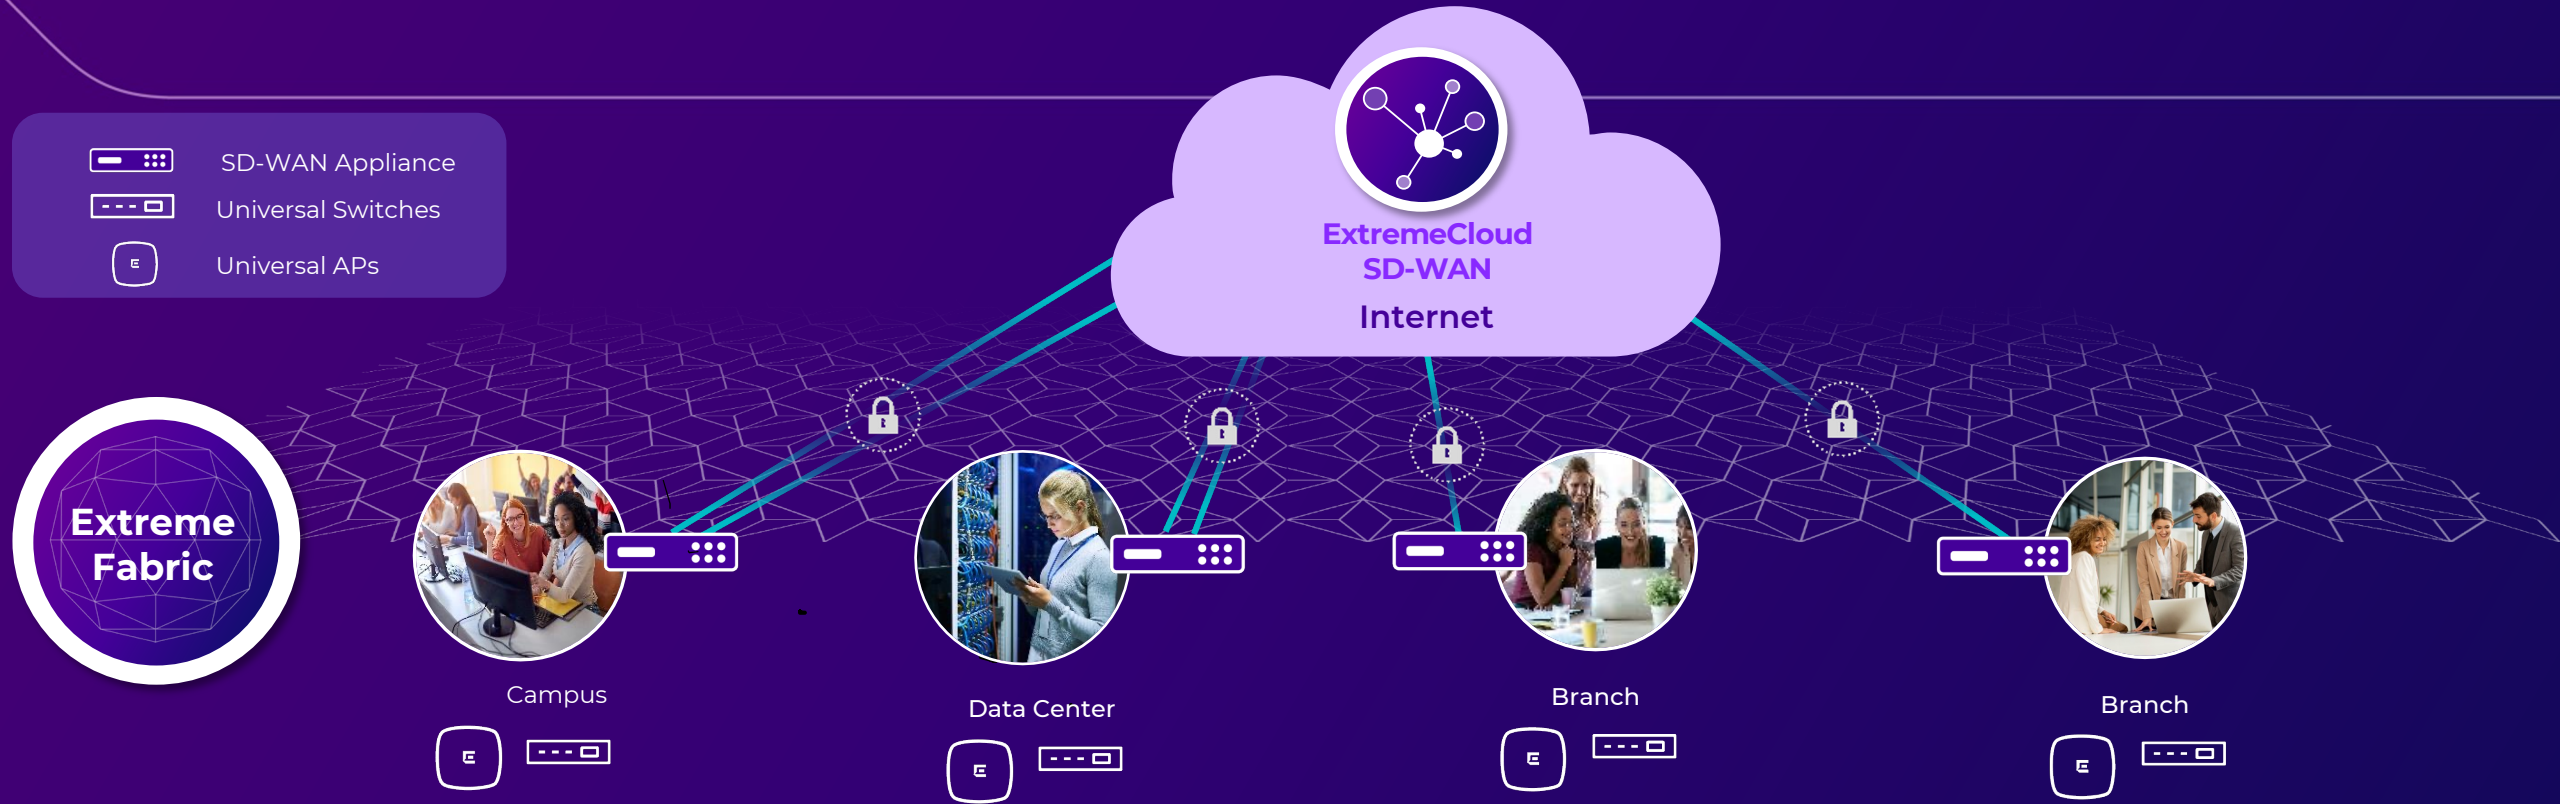 SD-WAN Appliance
Universal Switches
Universal APs
ExtremeCloud
SD-WAN
Internet
Extreme
Fabric
Campus
Data Center
Branch
Branch